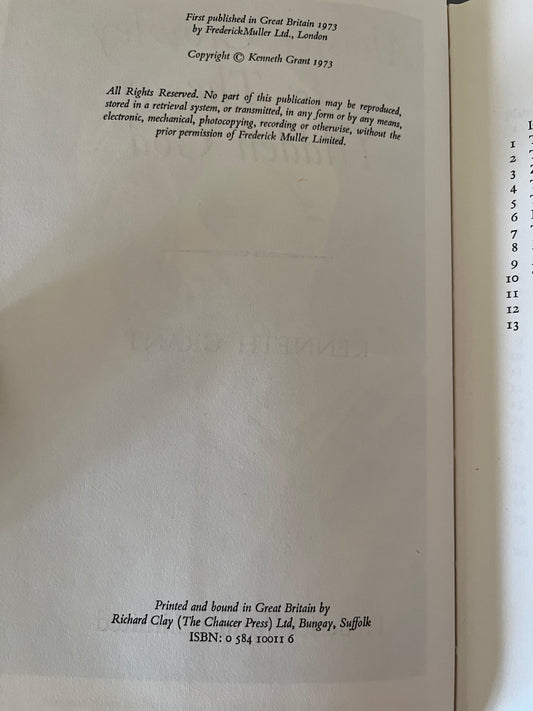 First published in Great Britain 1973
by FrederickMuller Ltd., London
Copyright © Kenneth Grant 1973
All Rights Reserved. No part of this publication may be reproduced,
stored in a retrieval system, or transmitted, in any form or by any means,
electronic, mechanical, photocopying, recording or otherwise, without the
prior permission of Frederick Muller Limited.
KENNETH GRANT
Printed and bound in Great Britain by
Richard Clay (The Chaucer Press) Ltd, Bungay, Suffolk
ISBN: 0 584 10011 6
1
2
3
4
5
6
7
8
9
10
11
12
13